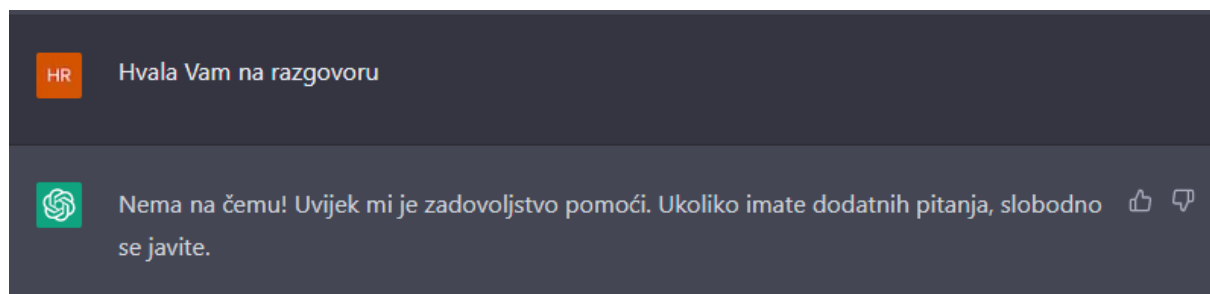 HR
Hvala Vam na razgovoru
Nema na čemu! Uvijek mi je zadovoljstvo pomoći. Ukoliko imate dodatnih pitanja, slobodno
se javite.